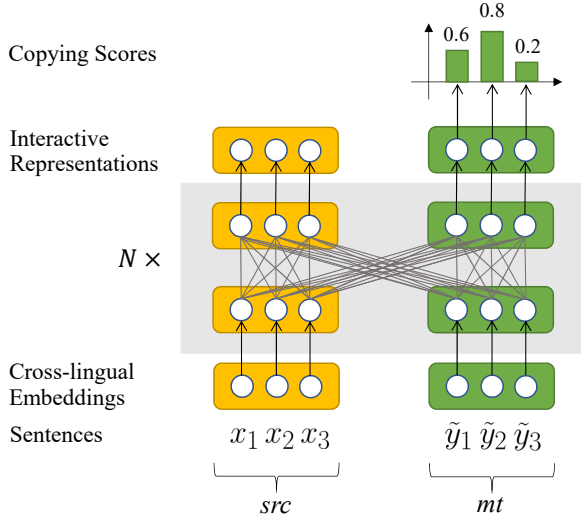 0.8
0.6
0.2
Copying Scores
Interactive
Representations
N ×
Cross-lingual
Embeddings
Sentences
x₁ x₂ x₃
ỹ₁ ỹ₂ ỹ₃
src
mt